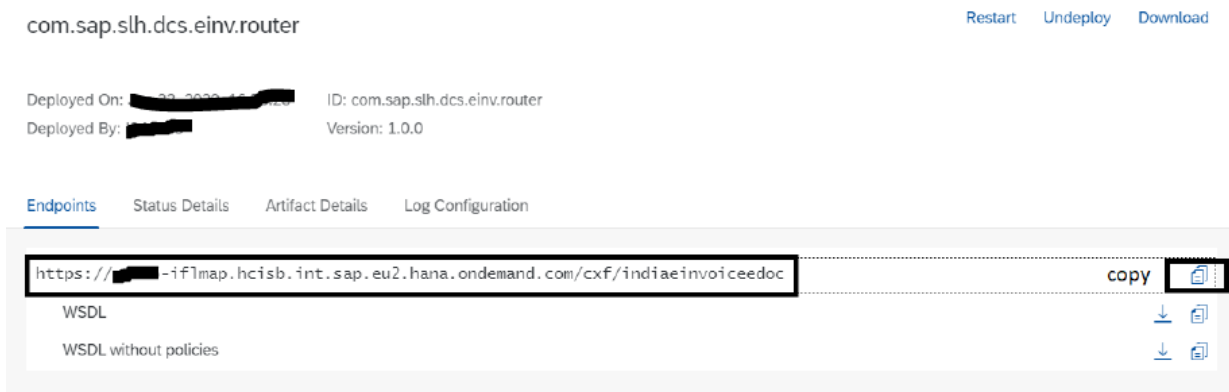 com.sap.slh.dcs.einv.router
Restart Undeploy Download
Deployed On: ID: com.sap.slh.dcs.einv.router
Deployed By: Version: 1.0.0
Endpoints Status Details Artifact Details Log Configuration
https:// -iflmap.hcisb.int.sap.eu2.hana.ondemand.com/cxf/indiaeinvoiceedoc copy
WSDL
WSDL without policies